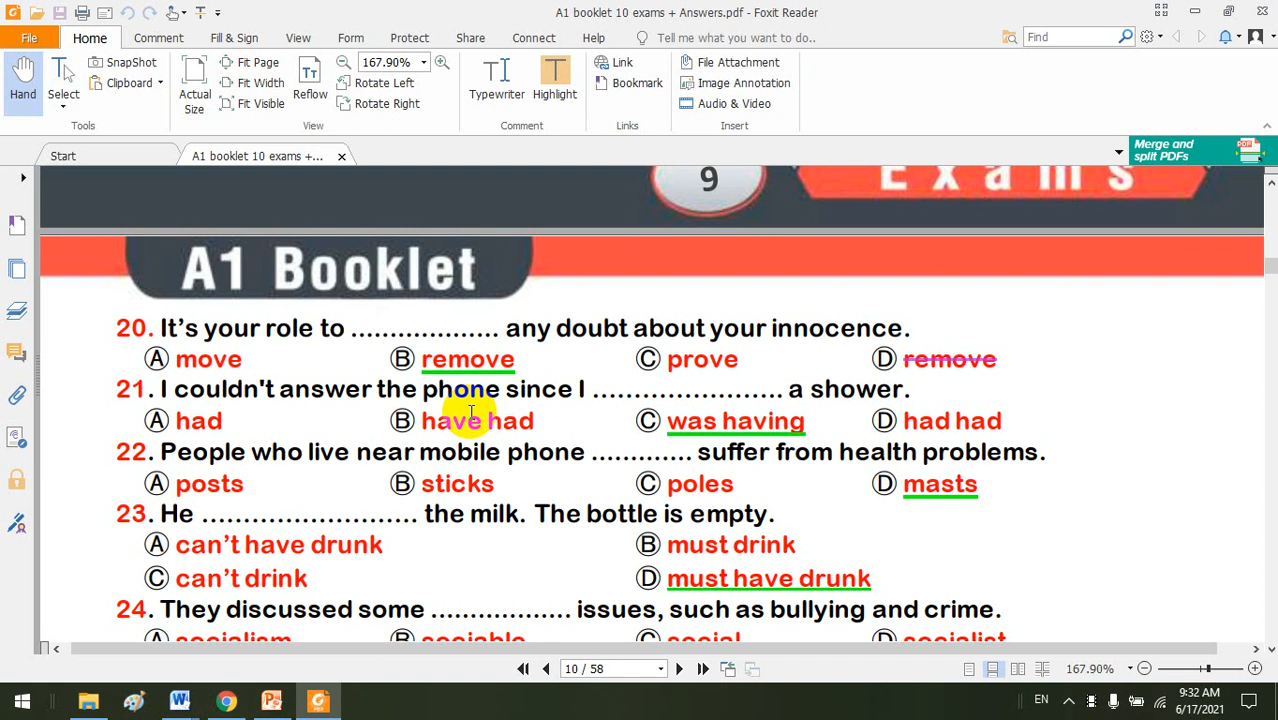 A1 booklet 10 exams + Answers.pdf - Foxit Reader
File Home Comment Fill & Sign View Form Protect Share Connect Help Tell me what you want to do.. Find
SnapShot Fit Page 167.90% Link File Attachment
Clipboard Fit Width Rotate Left Bookmark Image Annotation
Hand Select Actual Size Fit Visible Reflow Rotate Right Typewriter Highlight Audio & Video
Tools View Comment Links Insert
Start A1 booklet 10 exams +... Merge and split PDFs
9 Exams
A1 Booklet
20. It’s your role to .................. any doubt about your innocence.
A move B remove C prove D remove
21. I couldn't answer the phone since I ....................... a shower.
A had B have had C was having D had had
22. People who live near mobile phone ............ suffer from health problems.
A posts B sticks C poles D masts
23. He .......................... the milk. The bottle is empty.
A can’t have drunk B must drink
C can’t drink D must have drunk
24. They discussed some ................. issues, such as bullying and crime.
A socialism B sociable C social D socialist
10 / 58 167.90%
EN 9:32 AM
6/17/2021